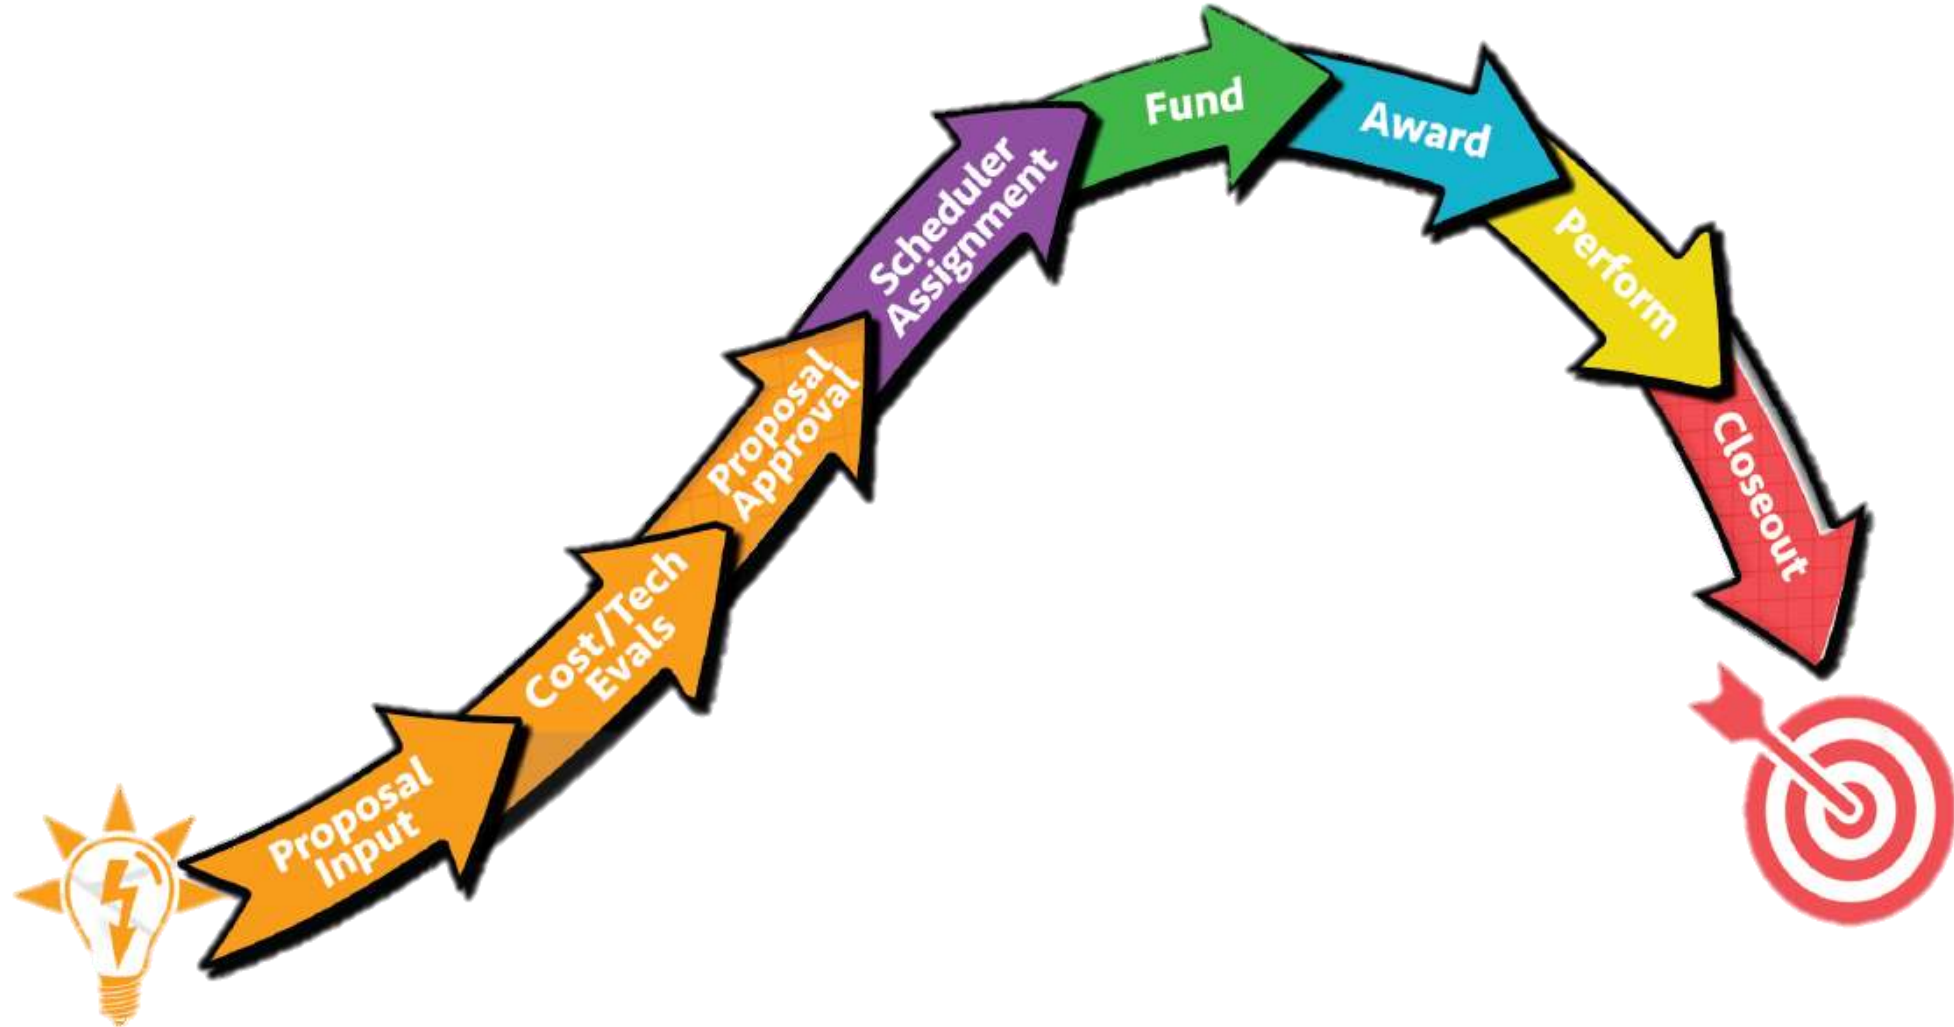 Proposal
Input
Cost/Tech
Evals
Proposal
Approval
Scheduler
Assignment
Fund
Award
Perform
Closeout